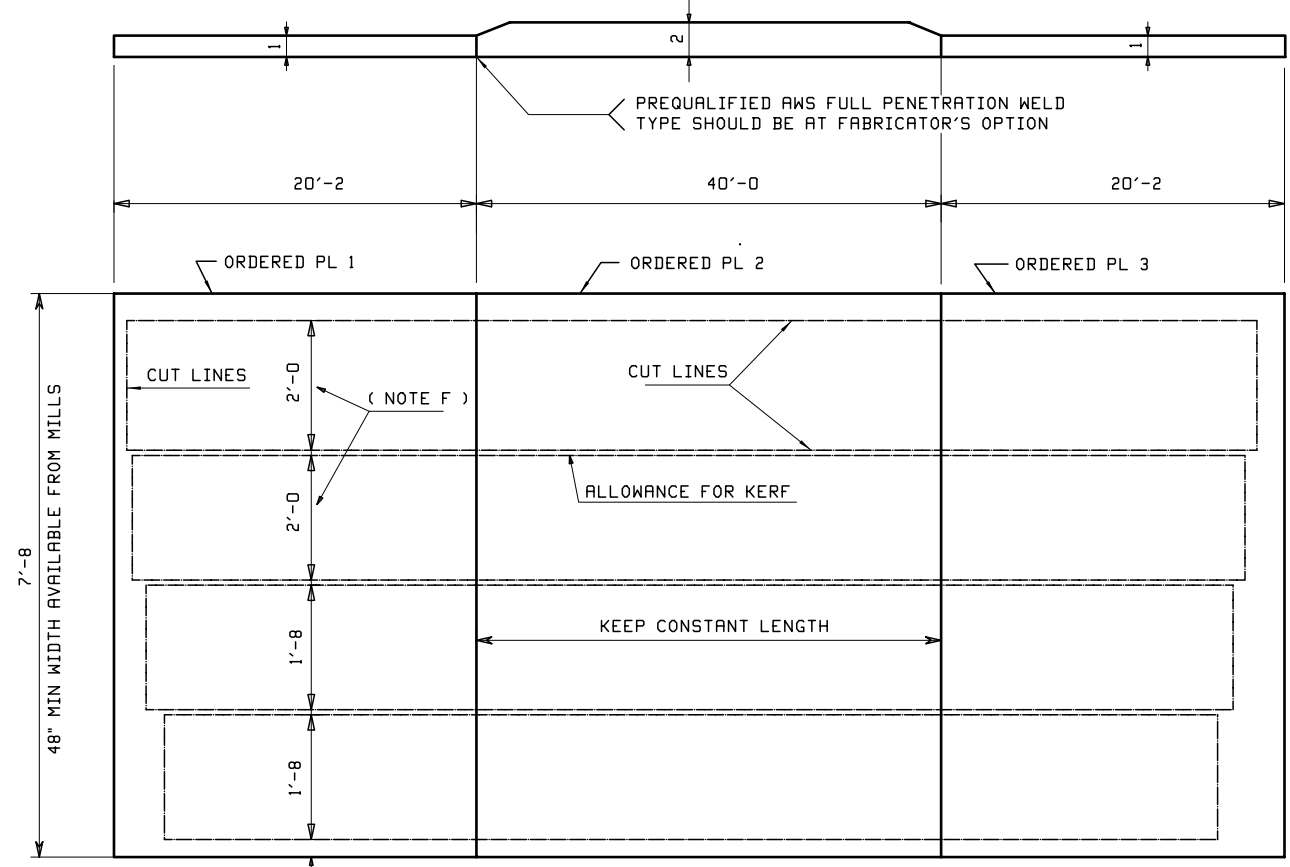 1
2
1
PREQUALIFIED AWS FULL PENETRATION WELD
TYPE SHOULD BE AT FABRICATOR'S OPTION
20'-2
40'-0
20'-2
ORDERED PL 1
ORDERED PL 2
ORDERED PL 3
CUT LINES
2'-0
( NOTE F )
CUT LINES
2'-0
ALLOWANCE FOR KERF
7'-8
48" MIN WIDTH AVAILABLE FROM MILLS
1'-8
KEEP CONSTANT LENGTH
1'-8